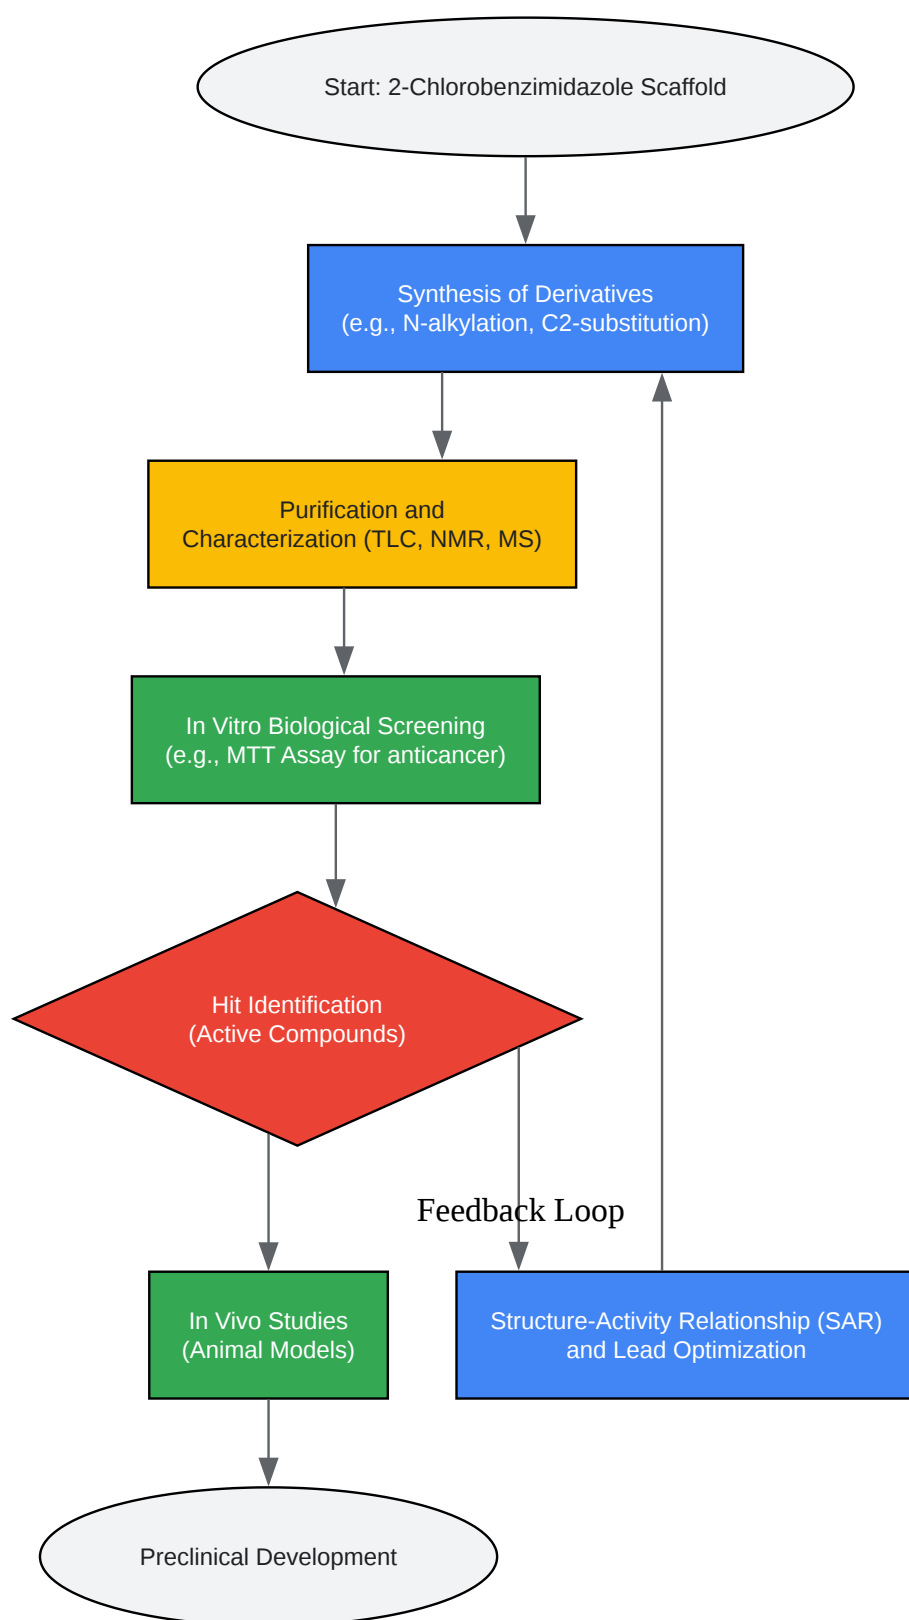 Start: 2-Chlorobenzimidazole Scaffold
Synthesis of Derivatives
(e.g., N-alkylation, C2-substitution)
Purification and
Characterization (TLC, NMR, MS)
In Vitro Biological Screening
(e.g., MTT Assay for anticancer)
Hit Identification
(Active Compounds)
Feedback Loop
In Vivo Studies
(Animal Models)
Structure-Activity Relationship (SAR)
and Lead Optimization
Preclinical Development